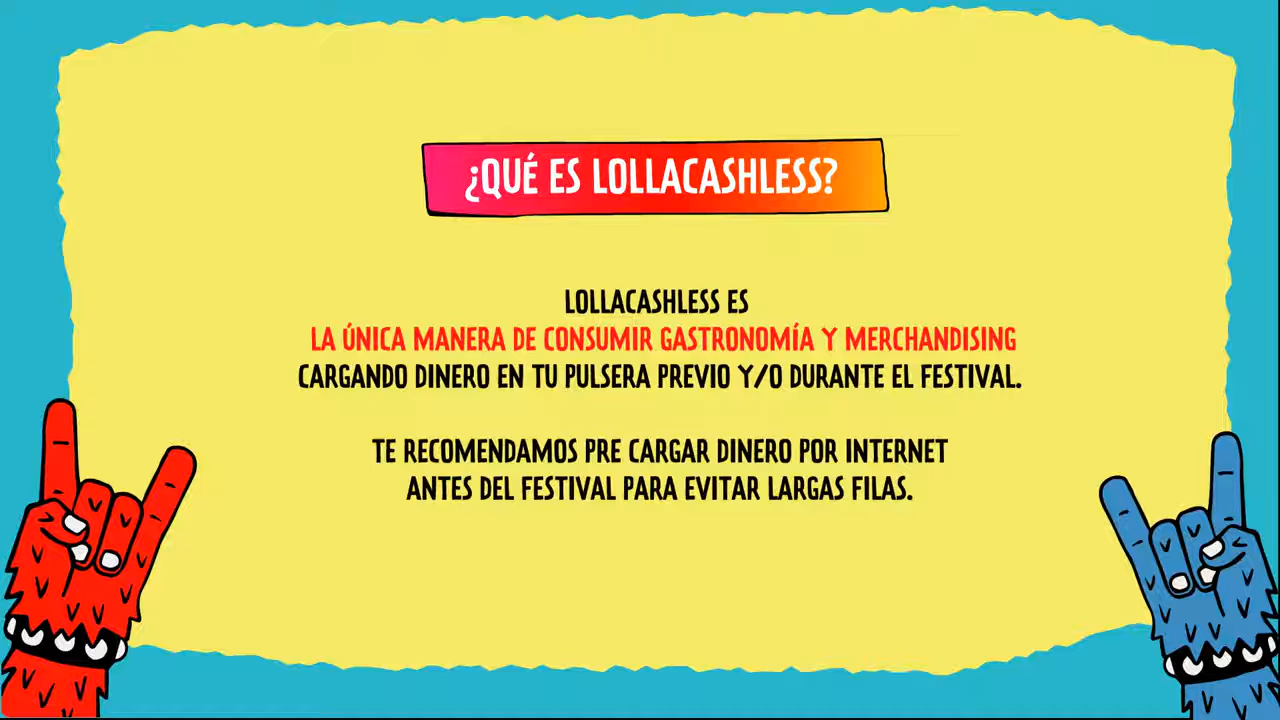 ¿QUÉ ES LOLLACASHLESS?
LOLLACASHLESS ES
LA ÚNICA MANERA DE CONSUMIR GASTRONOMÍA Y MERCHANDISING
CARGANDO DINERO EN TU PULSERA PREVIO Y/O DURANTE EL FESTIVAL.
TE RECOMENDAMOS PRE CARGAR DINERO POR INTERNET
ANTES DEL FESTIVAL PARA EVITAR LARGAS FILAS.